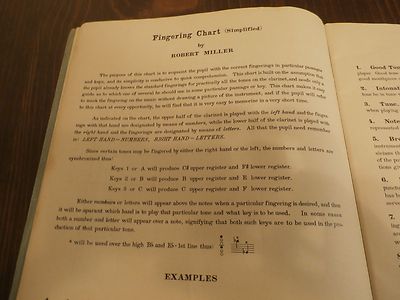 Fingering Chart (Simplified)
by
ROBERT MILLER
The purpose of this chart is to acquaint the pupil with the correct fingerings in particular passages
and keys, and its simplicity is conducive to quick comprehension. This chart is built on the assumption that
the pupil already knows the standard fingerings for practically all the tones on the clarinet, and needs only a
guide as to which one of several he should use in some particular passage or key. This chart makes it easy
to mark the fingering on the music without drawing a picture of the instrument, and if the pupil will refer
to this chart at every opportunity, he will find that it is very easy to memorize in a very short time.
As indicated on the chart, the upper half of the clarinet is played with the left hand and the finger-
ings with that hand are designated by means of numbers, while the lower half of the clarinet is played with
the right hand and the fingerings are designated by means of letters. All that the pupil need remember
is: LEFT HAND—NUMBERS, RIGHT HAND—LETTERS.
Since certain tones may be fingered by either the right hand or the left, the numbers and letters are
synchronized thus:
Keys 1 or A will produce C# upper register and F# lower register.
Keys 2 or B will produce B upper register and E lower register.
Keys 3 or C will produce C upper register and F lower register.
Either numbers or letters will appear above the notes when a particular fingering is desired, and then
it will be aparent which hand is to play that particular tone and what key is to be used. In some cases
both a number and letter will appear over a note, signifying that both such keys are to be used in the pro-
duction of that particular tone.
* will be used over the high B♭ and E♭-1st line thus:
EXAMPLES
1. Good Tone
player
2. Intonation
3. Tune.
when
4. Note
represent
5.
6.
7.
8.